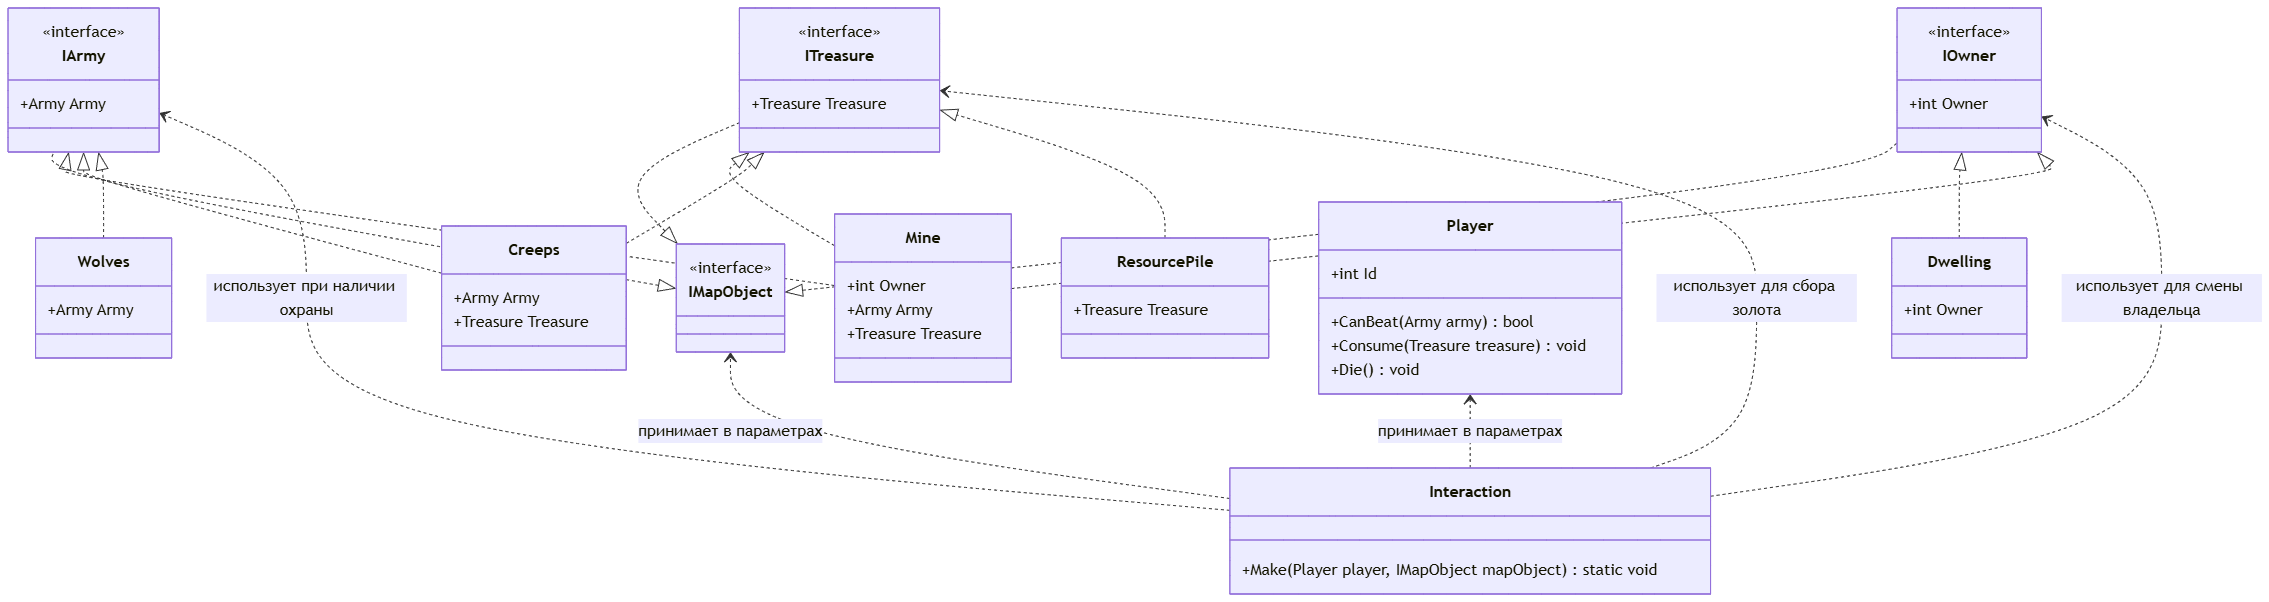 «interface»
IArmy
+Army Army
«interface»
ITreasure
+Treasure Treasure
«interface»
IOwner
+int Owner
Wolves
+Army Army
Creeps
+Army Army
+Treasure Treasure
«interface»
IMapObject
Mine
+int Owner
+Army Army
+Treasure Treasure
ResourcePile
+Treasure Treasure
Player
+int Id
+CanBeat(Army army) : bool
+Consume(Treasure treasure) : void
+Die() : void
Dwelling
+int Owner
использует при наличии
охраны
использует для сбора
золота
использует для смены
владельца
принимает в параметрах
принимает в параметрах
Interaction
+Make(Player player, IMapObject mapObject) : static void